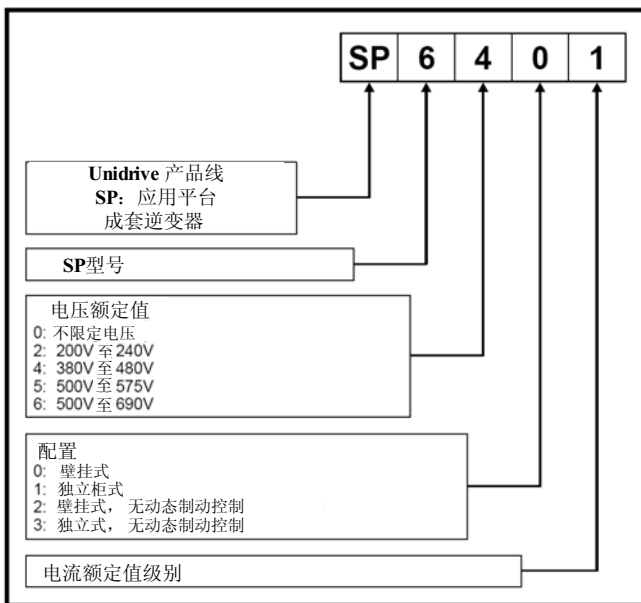 SP 6 4 0 1
Unidrive 产品线
SP：应用平台
成套逆变器
SP型号
电压额定值
0: 不限定电压
2: 200V 至 240V
4: 380V 至 480V
5: 500V 至 575V
6: 500V 至 690V
配置
0: 壁挂式
1: 独立柜式
2: 壁挂式，无动态制动控制
3: 独立式，无动态制动控制
电流额定值级别